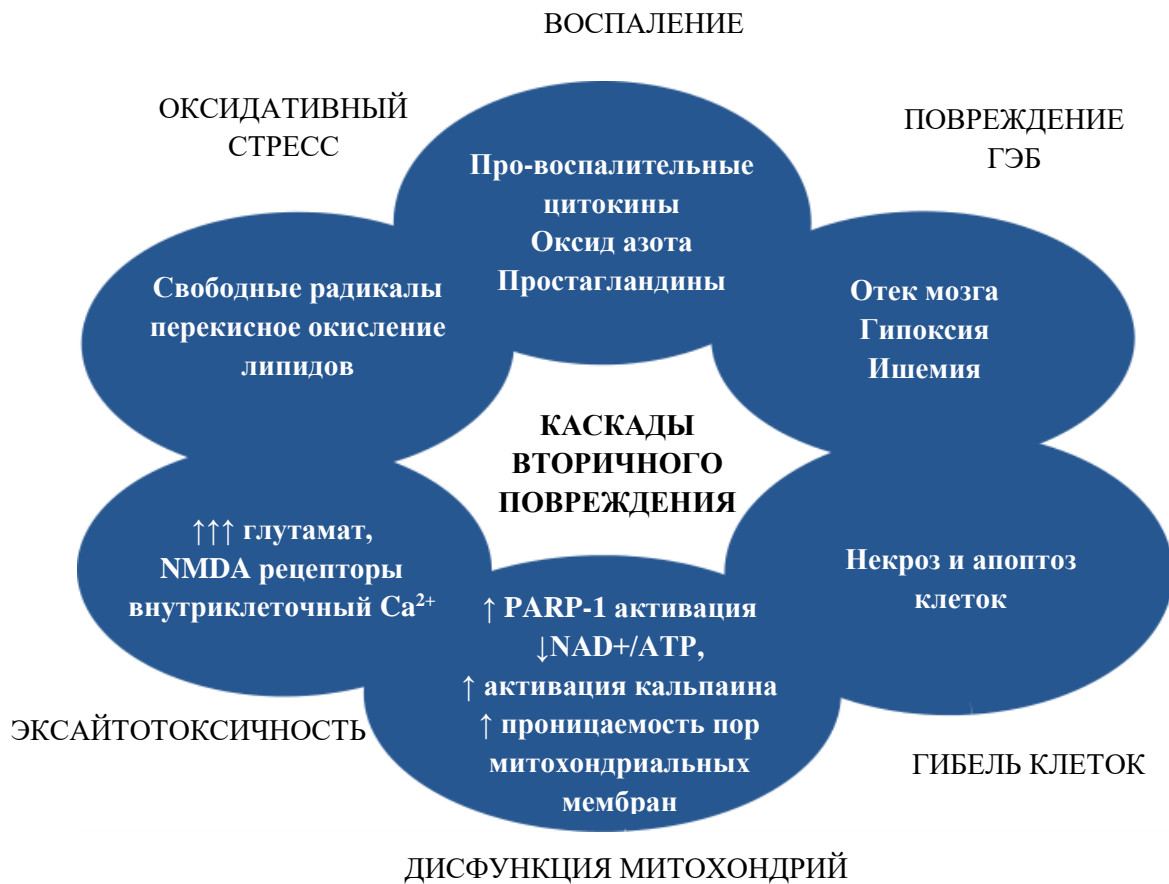 ВОСПАЛЕНИЕ
ОКСИДАТИВНЫЙ
СТРЕСС
ПОВРЕЖДЕНИЕ
ГЭБ
Про-воспалительные
цитокины
Оксид азота
Простагландины
Свободные радикалы
перекисное окисление
липидов
Отек мозга
Гипоксия
Ишемия
КАСКАДЫ
ВТОРИЧНОГО
ПОВРЕЖДЕНИЯ
↑↑↑ глутамат,
NMDA рецепторы
внутриклеточный Ca²⁺
Некроз и апоптоз
клеток
↑ PARP-1 активация
↓NAD+/ATP,
↑ активация кальпаина
↑ проницаемость пор
митохондриальных
мембран
ЭКСАЙТОТОКСИЧНОСТЬ
ГИБЕЛЬ КЛЕТОК
ДИСФУНКЦИЯ МИТОХОНДРИЙ